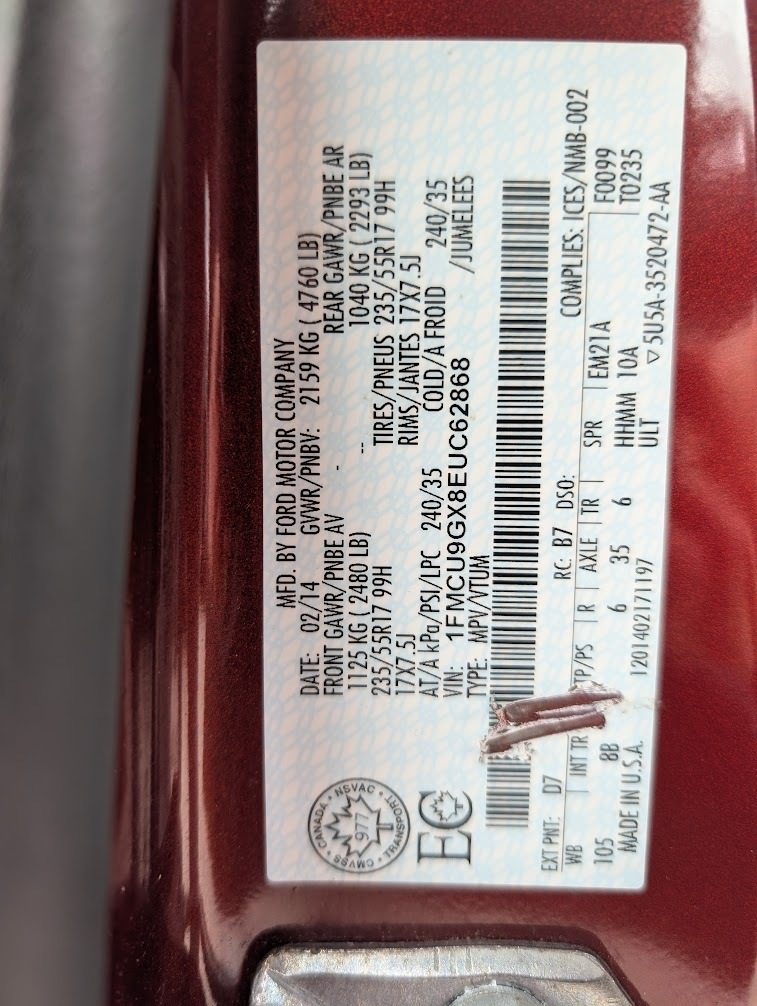 MFD. BY FORD MOTOR COMPANY
DATE: 02/14 GVWR/PNBV: 2159 KG ( 4760 LB)
FRONT GAWR/PNBE AV - REAR GAWR/PNBE AR
1125 KG ( 2480 LB) -- 1040 KG ( 2293 LB)
235/55R17 99H TIRES/PNEUS 235/55R17 99H
17X7.5J RIMS/JANTES 17X7.5J
AT/A kPa/PSI/LPC 240/35 COLD/A FROID 240/35
VIN: 1FMCU9GX8EUC62868 /JUMELEES
TYPE: MPV/VTUM
CANADA • NSVAC • TRANSPORT • CMVSS
977
EC
COMPLIES: ICES/NMB-002
EXT PNT: D7 RC: B7 DSO:
WB INT TR TP/PS R AXLE TR SPR EM21A F0099
105 8B 6 35 6 HHMM 10A T0235
MADE IN U.S.A. 1201402171197 ULT ▽5U5A-3520472-AA